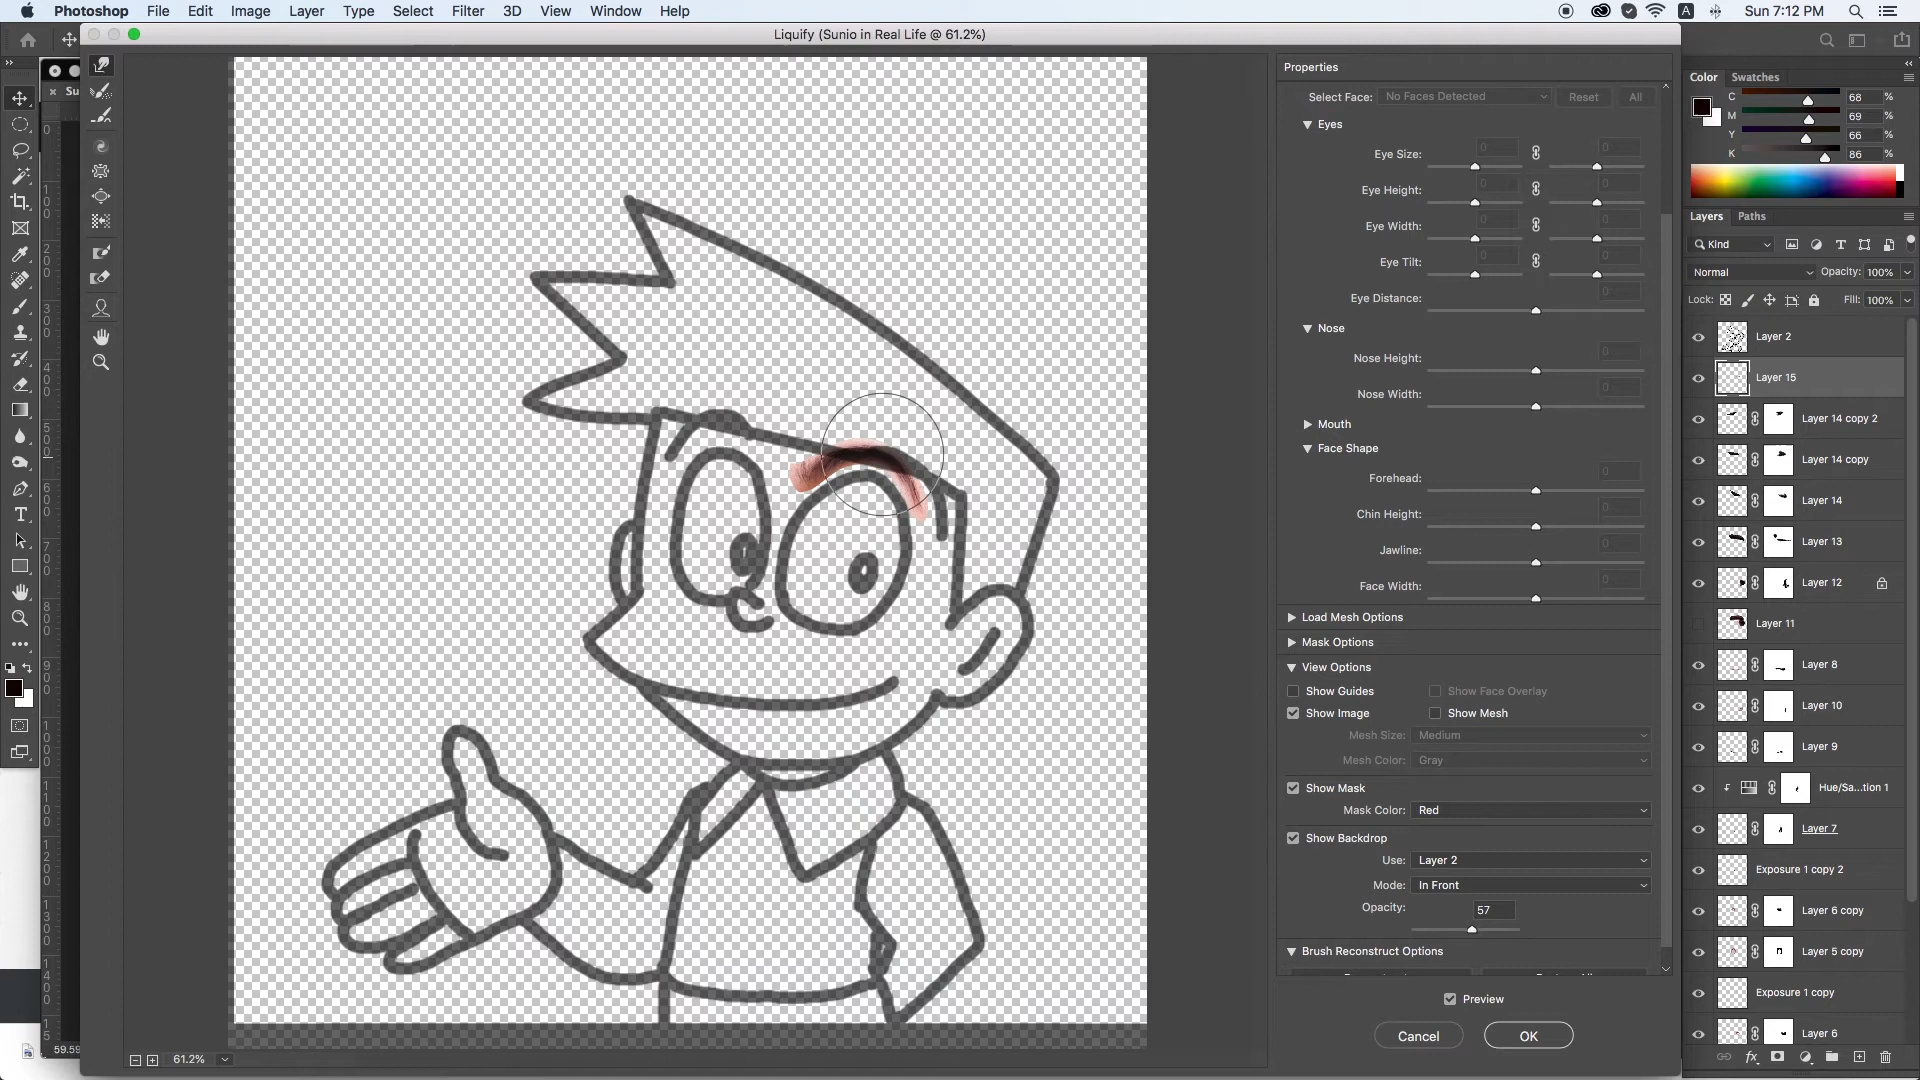 Photoshop File Edit Image Layer Type Select Filter 3D View Window Help A Sun 7:12 PM
Liquify (Sunio in Real Life @ 61.2%)
Properties
Color Swatches
Select Face: No Faces Detected Reset All
C 68 %
M 69 %
Y 66 %
K 86 %
Eyes
Eye Size: 0 0
Eye Height: 0 0
Eye Width: 0 0
Eye Tilt: 0 0
Eye Distance: 0
Nose
Nose Height: 0
Nose Width: 0
Mouth
Face Shape
Forehead: 0
Chin Height: 0
Jawline: 0
Face Width: 0
Load Mesh Options
Mask Options
View Options
Show Guides Show Face Overlay
Show Image Show Mesh
Mesh Size: Medium
Mesh Color: Gray
Show Mask
Mask Color: Red
Show Backdrop
Use: Layer 2
Mode: In Front
Opacity: 57
Brush Reconstruct Options
Preview
Cancel OK
Layers Paths
Kind
Normal Opacity: 100%
Lock: Fill: 100%
Layer 2
Layer 15
Layer 14 copy 2
Layer 14 copy
Layer 14
Layer 13
Layer 12
Layer 11
Layer 8
Layer 10
Layer 9
Hue/Sa...tion 1
Layer 7
Exposure 1 copy 2
Layer 6 copy
Layer 5 copy
Exposure 1 copy
Layer 6
Su
59.59
61.2%